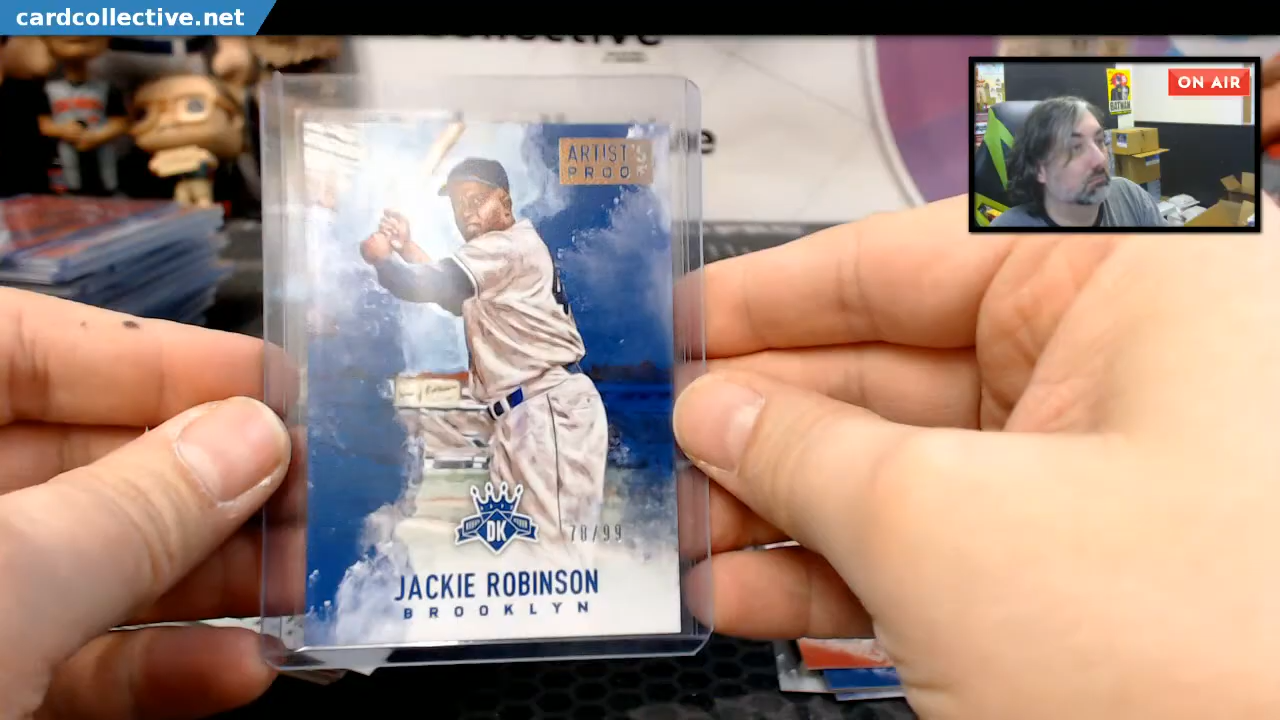 cardcollective.net
ON AIR
ARTIST'S
PROOF
DK
78/99
JACKIE ROBINSON
BROOKLYN